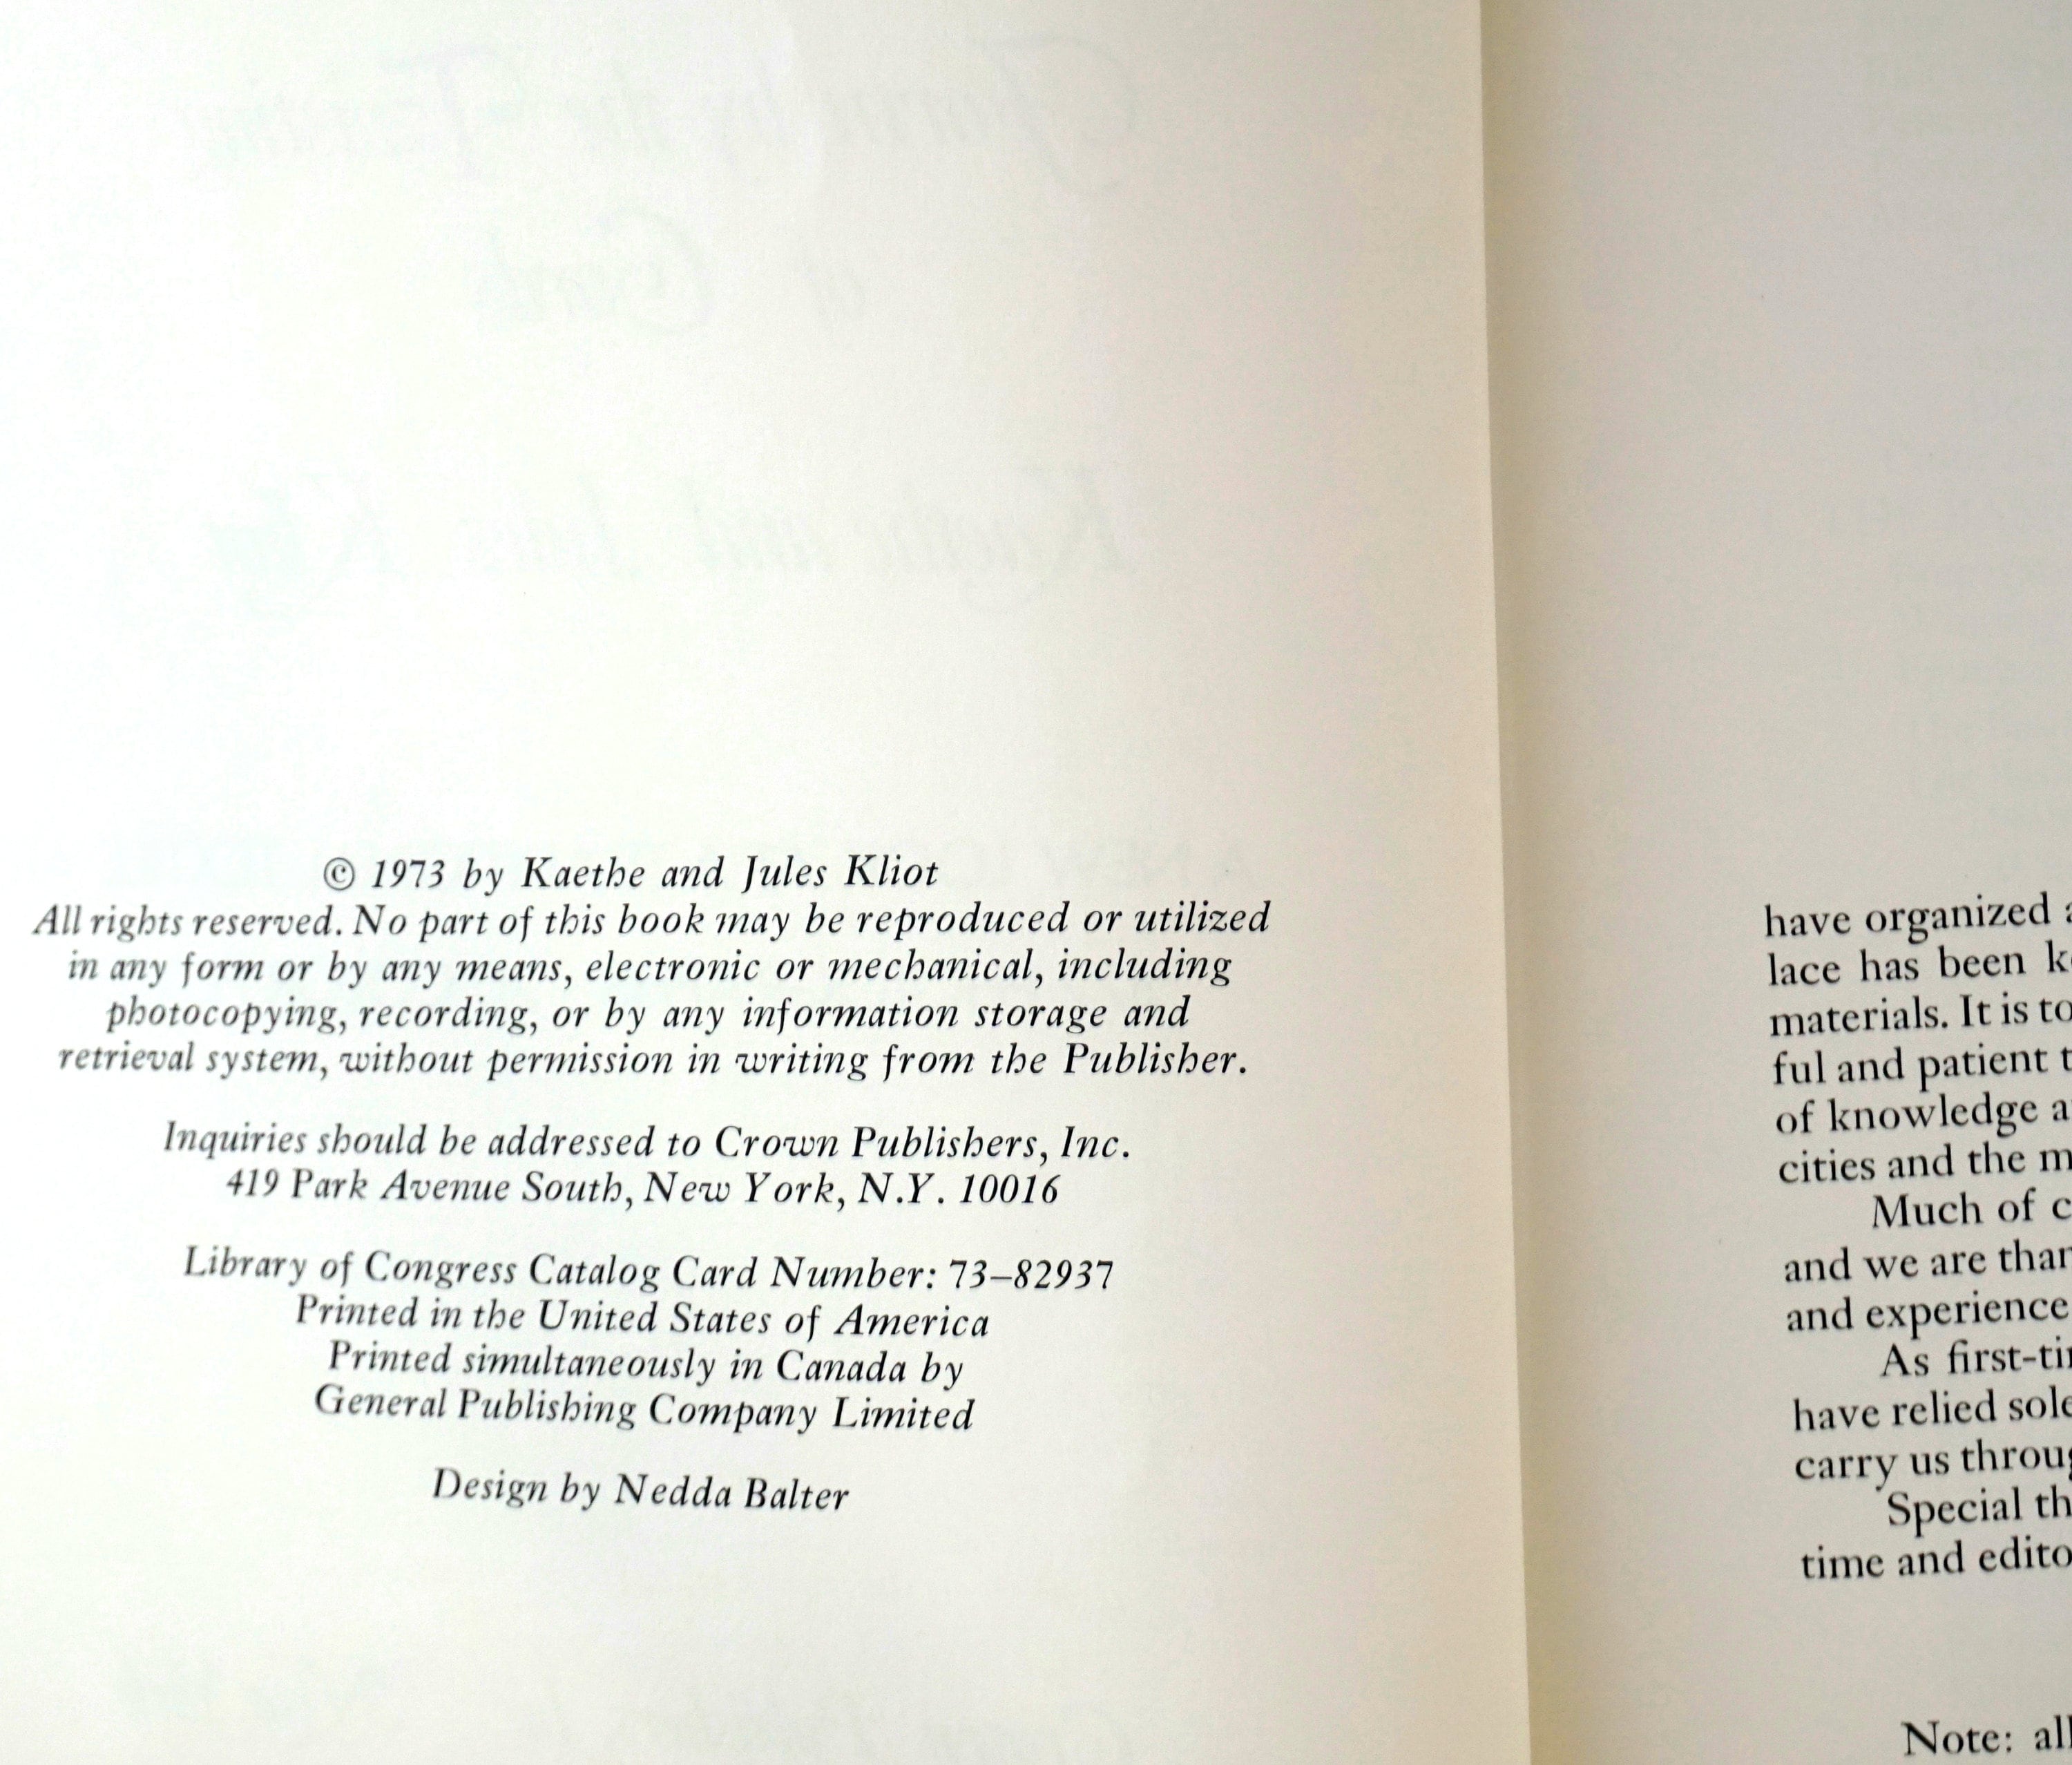 © 1973 by Kaethe and Jules Kliot
All rights reserved. No part of this book may be reproduced or utilized
in any form or by any means, electronic or mechanical, including
photocopying, recording, or by any information storage and
retrieval system, without permission in writing from the Publisher.
Inquiries should be addressed to Crown Publishers, Inc.
419 Park Avenue South, New York, N.Y. 10016
Library of Congress Catalog Card Number: 73–82937
Printed in the United States of America
Printed simultaneously in Canada by
General Publishing Company Limited
Design by Nedda Balter
have organized
lace has been
materials. It is to
ful and patient
of knowledge
cities and the
Much of
and we are
and experience
As
have relied
carry us
Special
time and
Note: